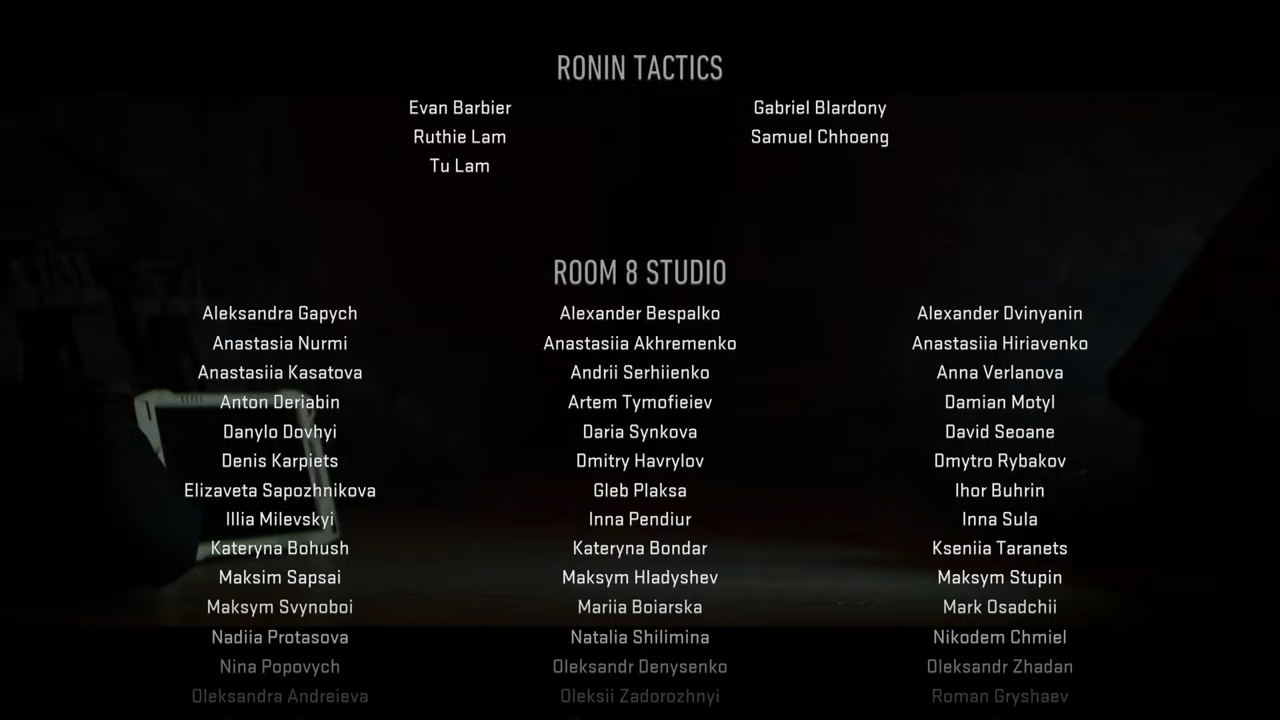 RONIN TACTICS
Evan Barbier Gabriel Blardony
Ruthie Lam Samuel Chhoeng
Tu Lam
ROOM 8 STUDIO
Aleksandra Gapych Alexander Bespalko Alexander Dvinyanin
Anastasia Nurmi Anastasiia Akhremenko Anastasiia Hiriavenko
Anastasiia Kasatova Andrii Serhiienko Anna Verlanova
Anton Deriabin Artem Tymofieiev Damian Motyl
Danylo Dovhyi Daria Synkova David Seoane
Denis Karpiets Dmitry Havrylov Dmytro Rybakov
Elizaveta Sapozhnikova Gleb Plaksa Ihor Buhrin
Illia Milevskyi Inna Pendiur Inna Sula
Kateryna Bohush Kateryna Bondar Kseniia Taranets
Maksim Sapsai Maksym Hladyshev Maksym Stupin
Maksym Svynoboi Mariia Boiarska Mark Osadchii
Nadiia Protasova Natalia Shilimina Nikodem Chmiel
Nina Popovych Oleksandr Denysenko Oleksandr Zhadan
Oleksandra Andreieva Oleksii Zadorozhnyi Roman Gryshaev